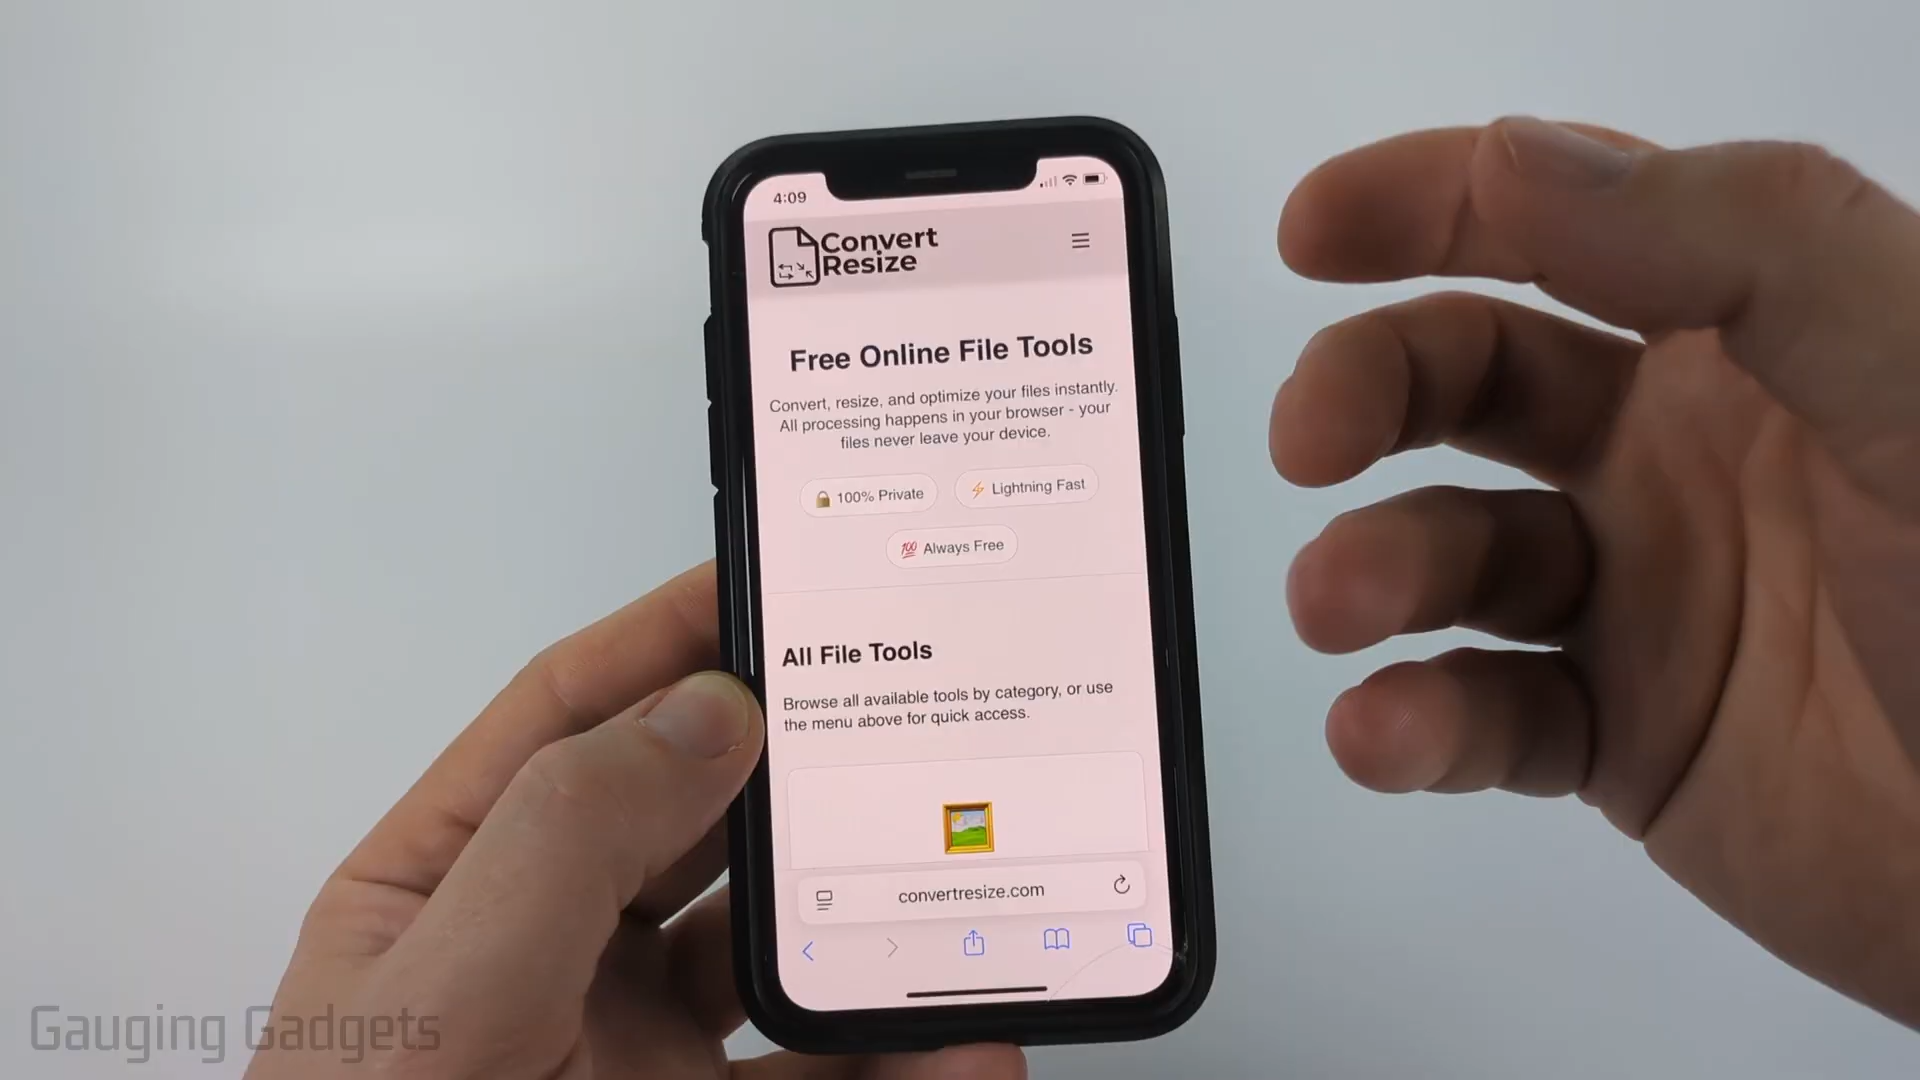 4:09
Convert
Resize
Free Online File Tools
Convert, resize, and optimize your files instantly.
All processing happens in your browser - your
files never leave your device.
100% Private
Lightning Fast
100 Always Free
All File Tools
Browse all available tools by category, or use
the menu above for quick access.
convertresize.com
Gauging Gadgets